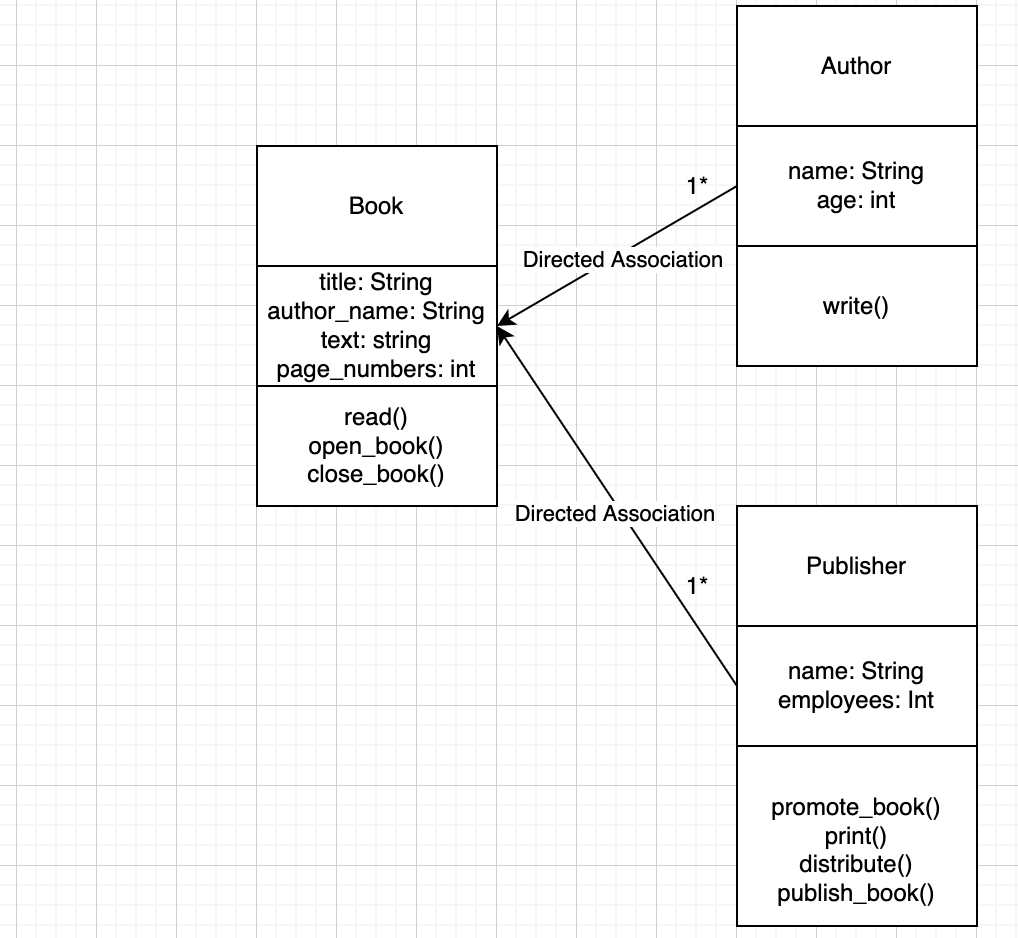 Author
name: String
age: int
write()
1*
Directed Association
Book
title: String
author_name: String
text: string
page_numbers: int
read()
open_book()
close_book()
Directed Association
1*
Publisher
name: String
employees: Int
promote_book()
print()
distribute()
publish_book()